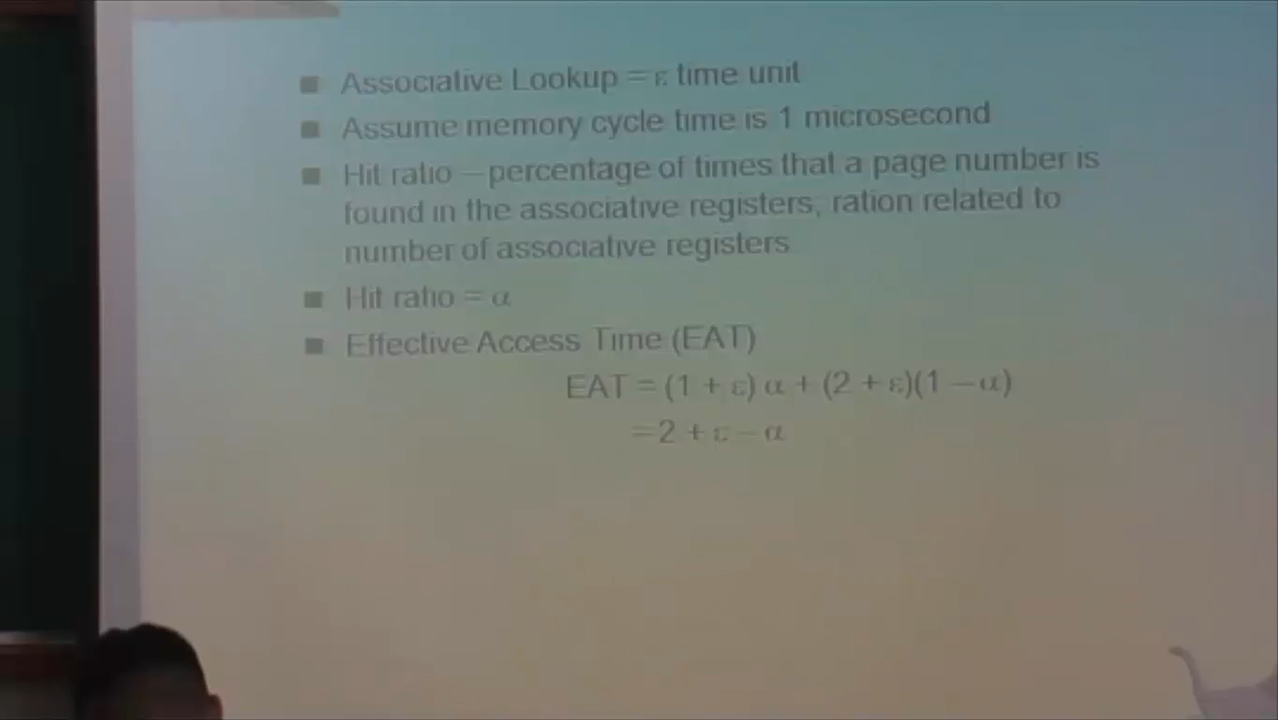 Associative Lookup = ε time unit
Assume memory cycle time is 1 microsecond
Hit ratio – percentage of times that a page number is
found in the associative registers; ration related to
number of associative registers
Hit ratio = α
Effective Access Time (EAT)
EAT = (1 + ε) α + (2 + ε)(1 – α)
= 2 + ε – α